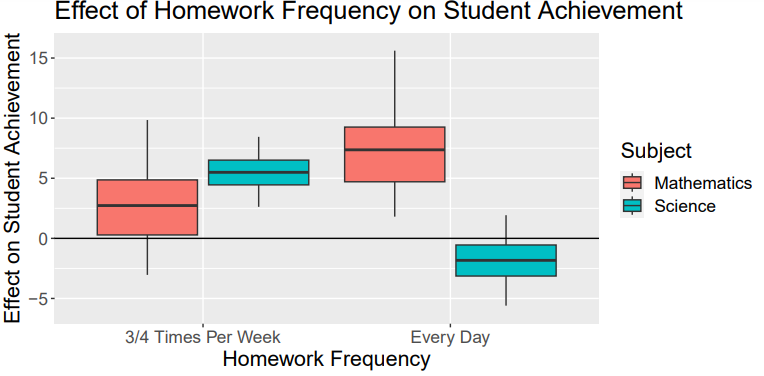 Effect of Homework Frequency on Student Achievement
Effect on Student Achievement
15
10
5
0
−5
3/4 Times Per Week
Every Day
Homework Frequency
Subject
Mathematics
Science